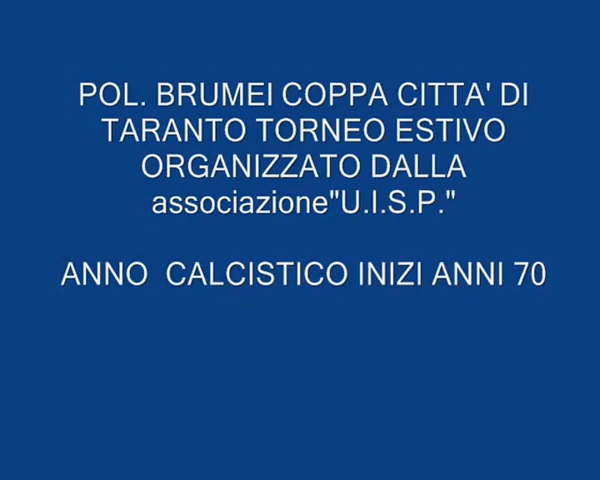 POL. BRUMEI COPPA CITTA' DI
TARANTO TORNEO ESTIVO
ORGANIZZATO DALLA
associazione"U.I.S.P."
ANNO  CALCISTICO INIZI ANNI 70